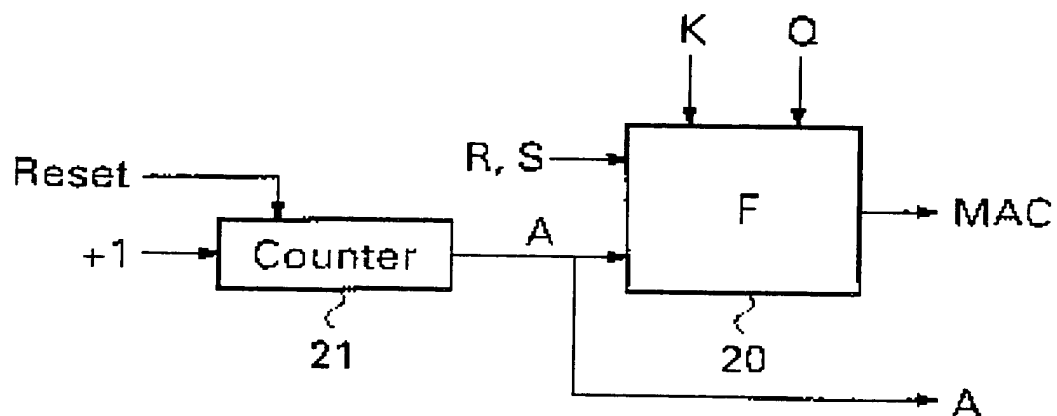 K Q
R, S
Reset
F
MAC
+1
Counter
A
21
20
A